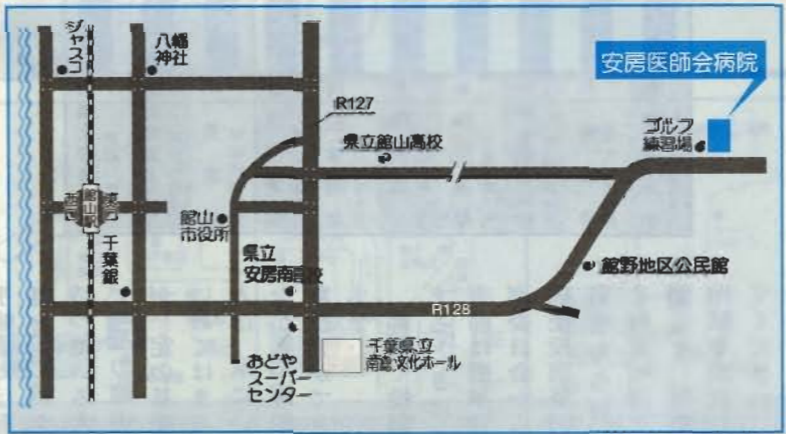 ジャスコ
八幡
神社
安房医師会病院
R127
県立館山高校
ゴルフ
練習場
西口
館山駅
東口
館山
市役所
千葉銀
県立
安房南高校
館野地区公民館
R128
おどや
スーパー
センター
千葉県立
南総文化ホール